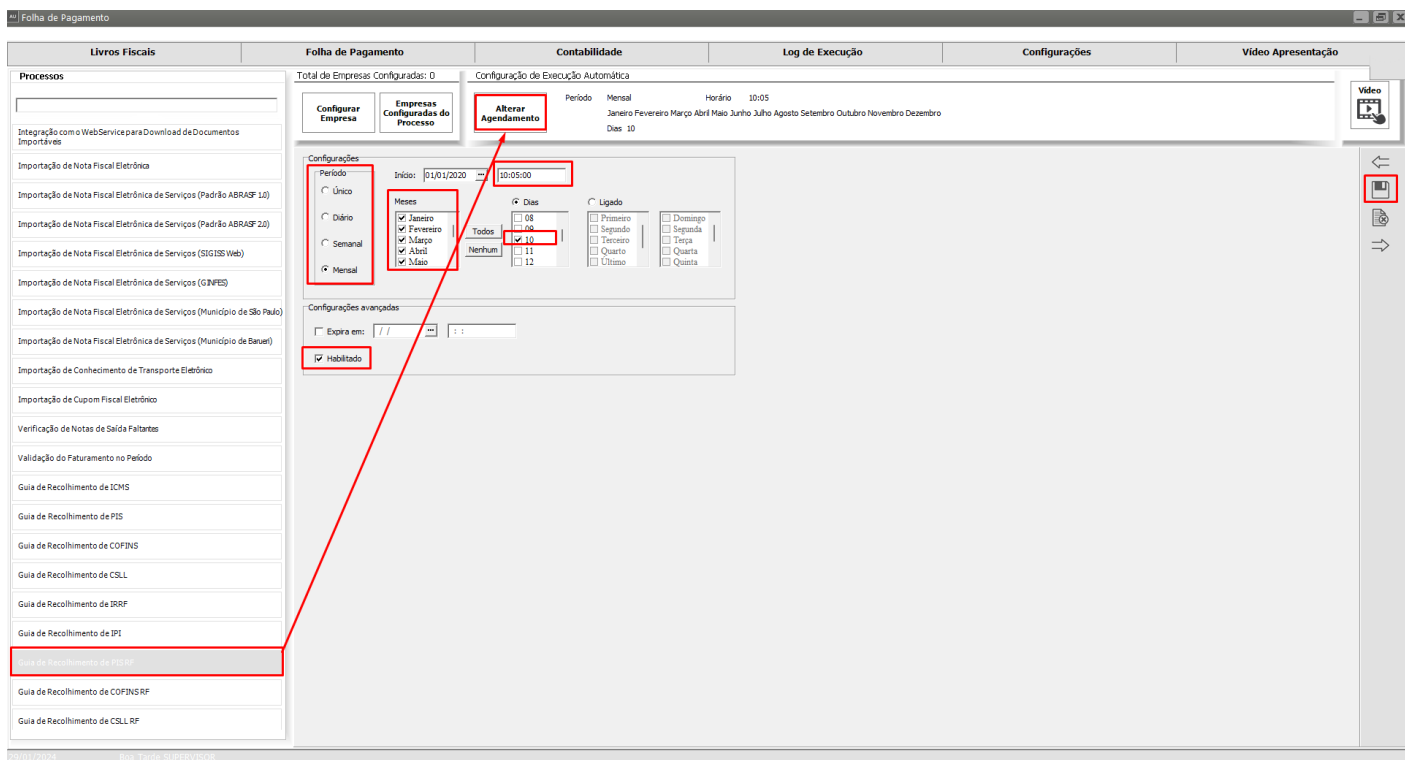 AU Folha de Pagamento
Livros Fiscais
Folha de Pagamento
Contabilidade
Log de Execução
Configurações
Vídeo Apresentação
Processos
Integração com o WebService para Download de Documentos
Importáveis
Importação de Nota Fiscal Eletrônica
Importação de Nota Fiscal Eletrônica de Serviços (Padrão ABRASF 1.0)
Importação de Nota Fiscal Eletrônica de Serviços (Padrão ABRASF 2.0)
Importação de Nota Fiscal Eletrônica de Serviços (SIGISS Web)
Importação de Nota Fiscal Eletrônica de Serviços (GINFES)
Importação de Nota Fiscal Eletrônica de Serviços (Município de São Paulo)
Importação de Nota Fiscal Eletrônica de Serviços (Município de Barueri)
Importação de Conhecimento de Transporte Eletrônico
Importação de Cupom Fiscal Eletrônico
Verificação de Notas de Saída Faltantes
Validação do Faturamento no Período
Guia de Recolhimento de ICMS
Guia de Recolhimento de PIS
Guia de Recolhimento de COFINS
Guia de Recolhimento de CSLL
Guia de Recolhimento de IRRF
Guia de Recolhimento de IPI
Guia de Recolhimento de PIS RF
Guia de Recolhimento de COFINS RF
Guia de Recolhimento de CSLL RF
Total de Empresas Configuradas: 0
Configurar
Empresa
Empresas
Configuradas do
Processo
Configuração de Execução Automática
Alterar
Agendamento
Período Mensal Horário 10:05
Janeiro Fevereiro Março Abril Maio Junho Julho Agosto Setembro Outubro Novembro Dezembro
Dias 10
Vídeo
Configurações
Período
Único
Diário
Semanal
Mensal
Início: 01/01/2020 ... 10:05:00
Meses
Janeiro
Fevereiro
Março
Abril
Maio
Todos
Nenhum
Dias
08
09
10
11
12
Ligado
Primeiro
Segundo
Terceiro
Quarto
Último
Domingo
Segunda
Terça
Quarta
Quinta
Configurações avançadas
Expira em: / / ... : :
Habilitado
29/01/2024 Boa Tarde SUPERVISOR